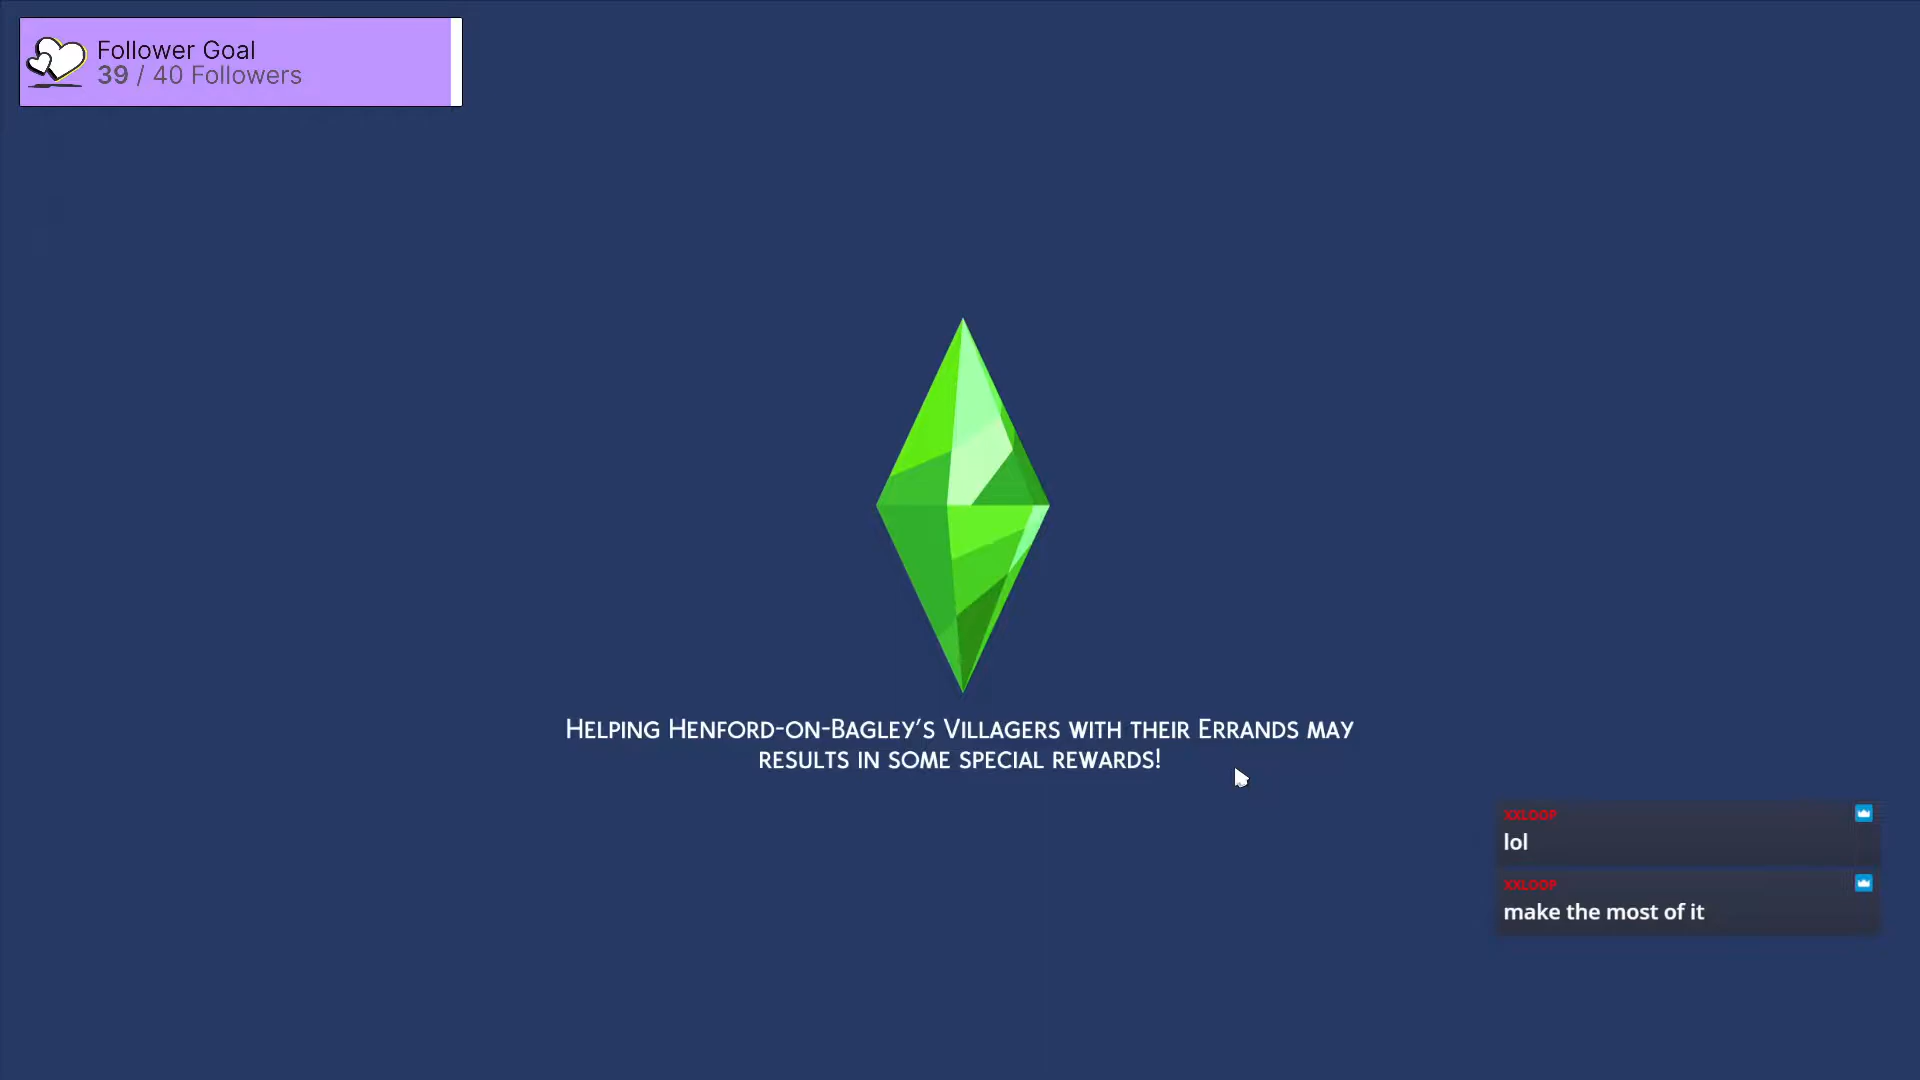 Follower Goal
39 / 40 Followers
HELPING HENFORD-ON-BAGLEY'S VILLAGERS WITH THEIR ERRANDS MAY
RESULTS IN SOME SPECIAL REWARDS!
XXLOOP
lol
XXLOOP
make the most of it